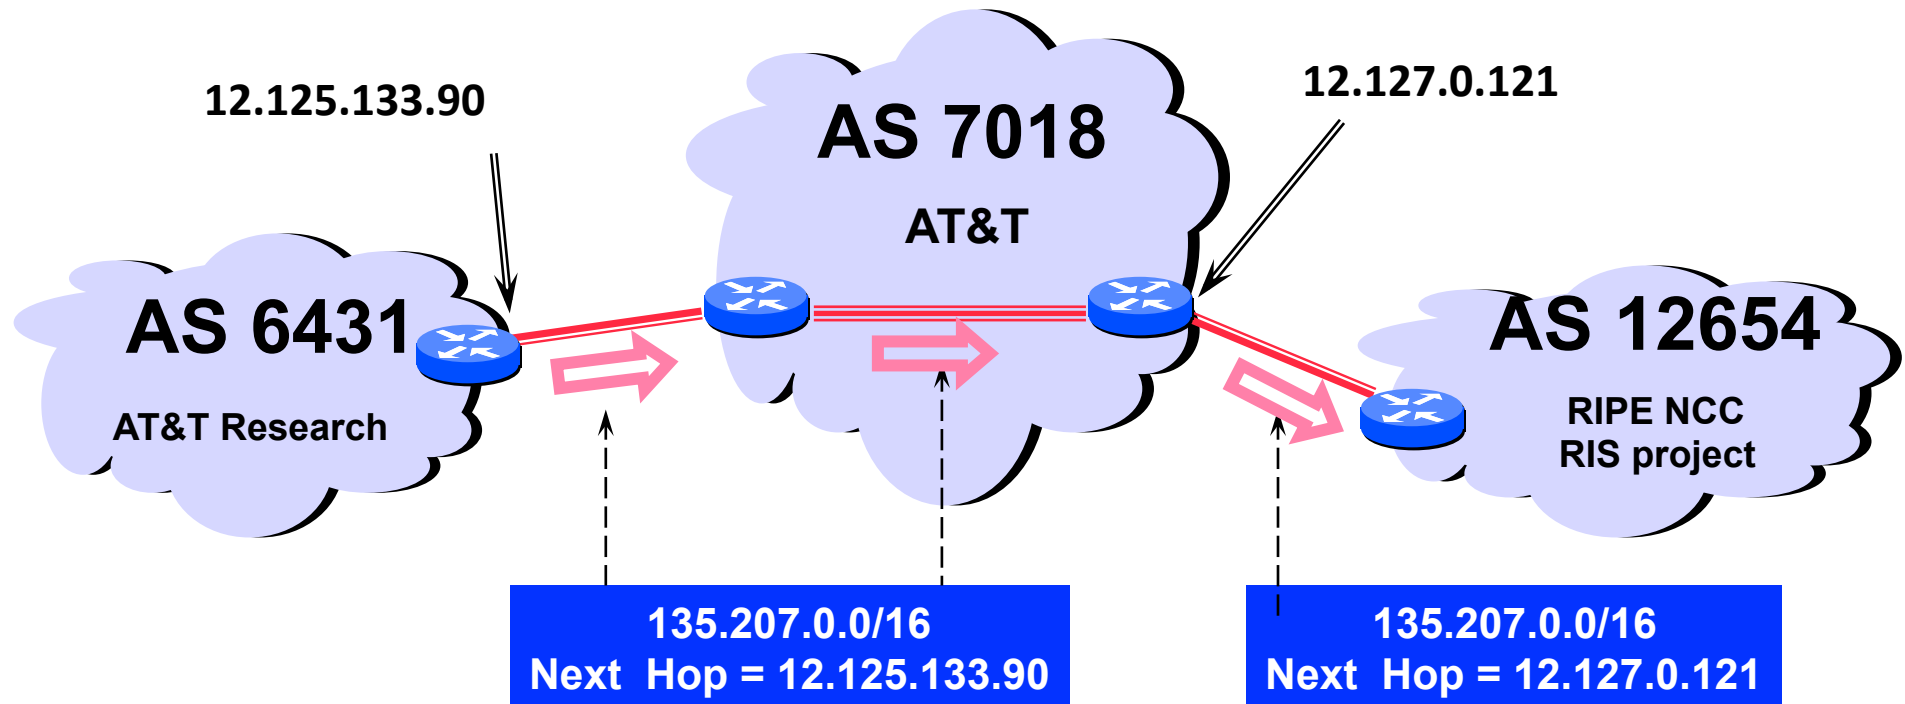 12.125.133.90
12.127.0.121
AS 7018
AT&T
AS 6431
AT&T Research
AS 12654
RIPE NCC
RIS project
135.207.0.0/16
Next Hop = 12.125.133.90
135.207.0.0/16
Next Hop = 12.127.0.121